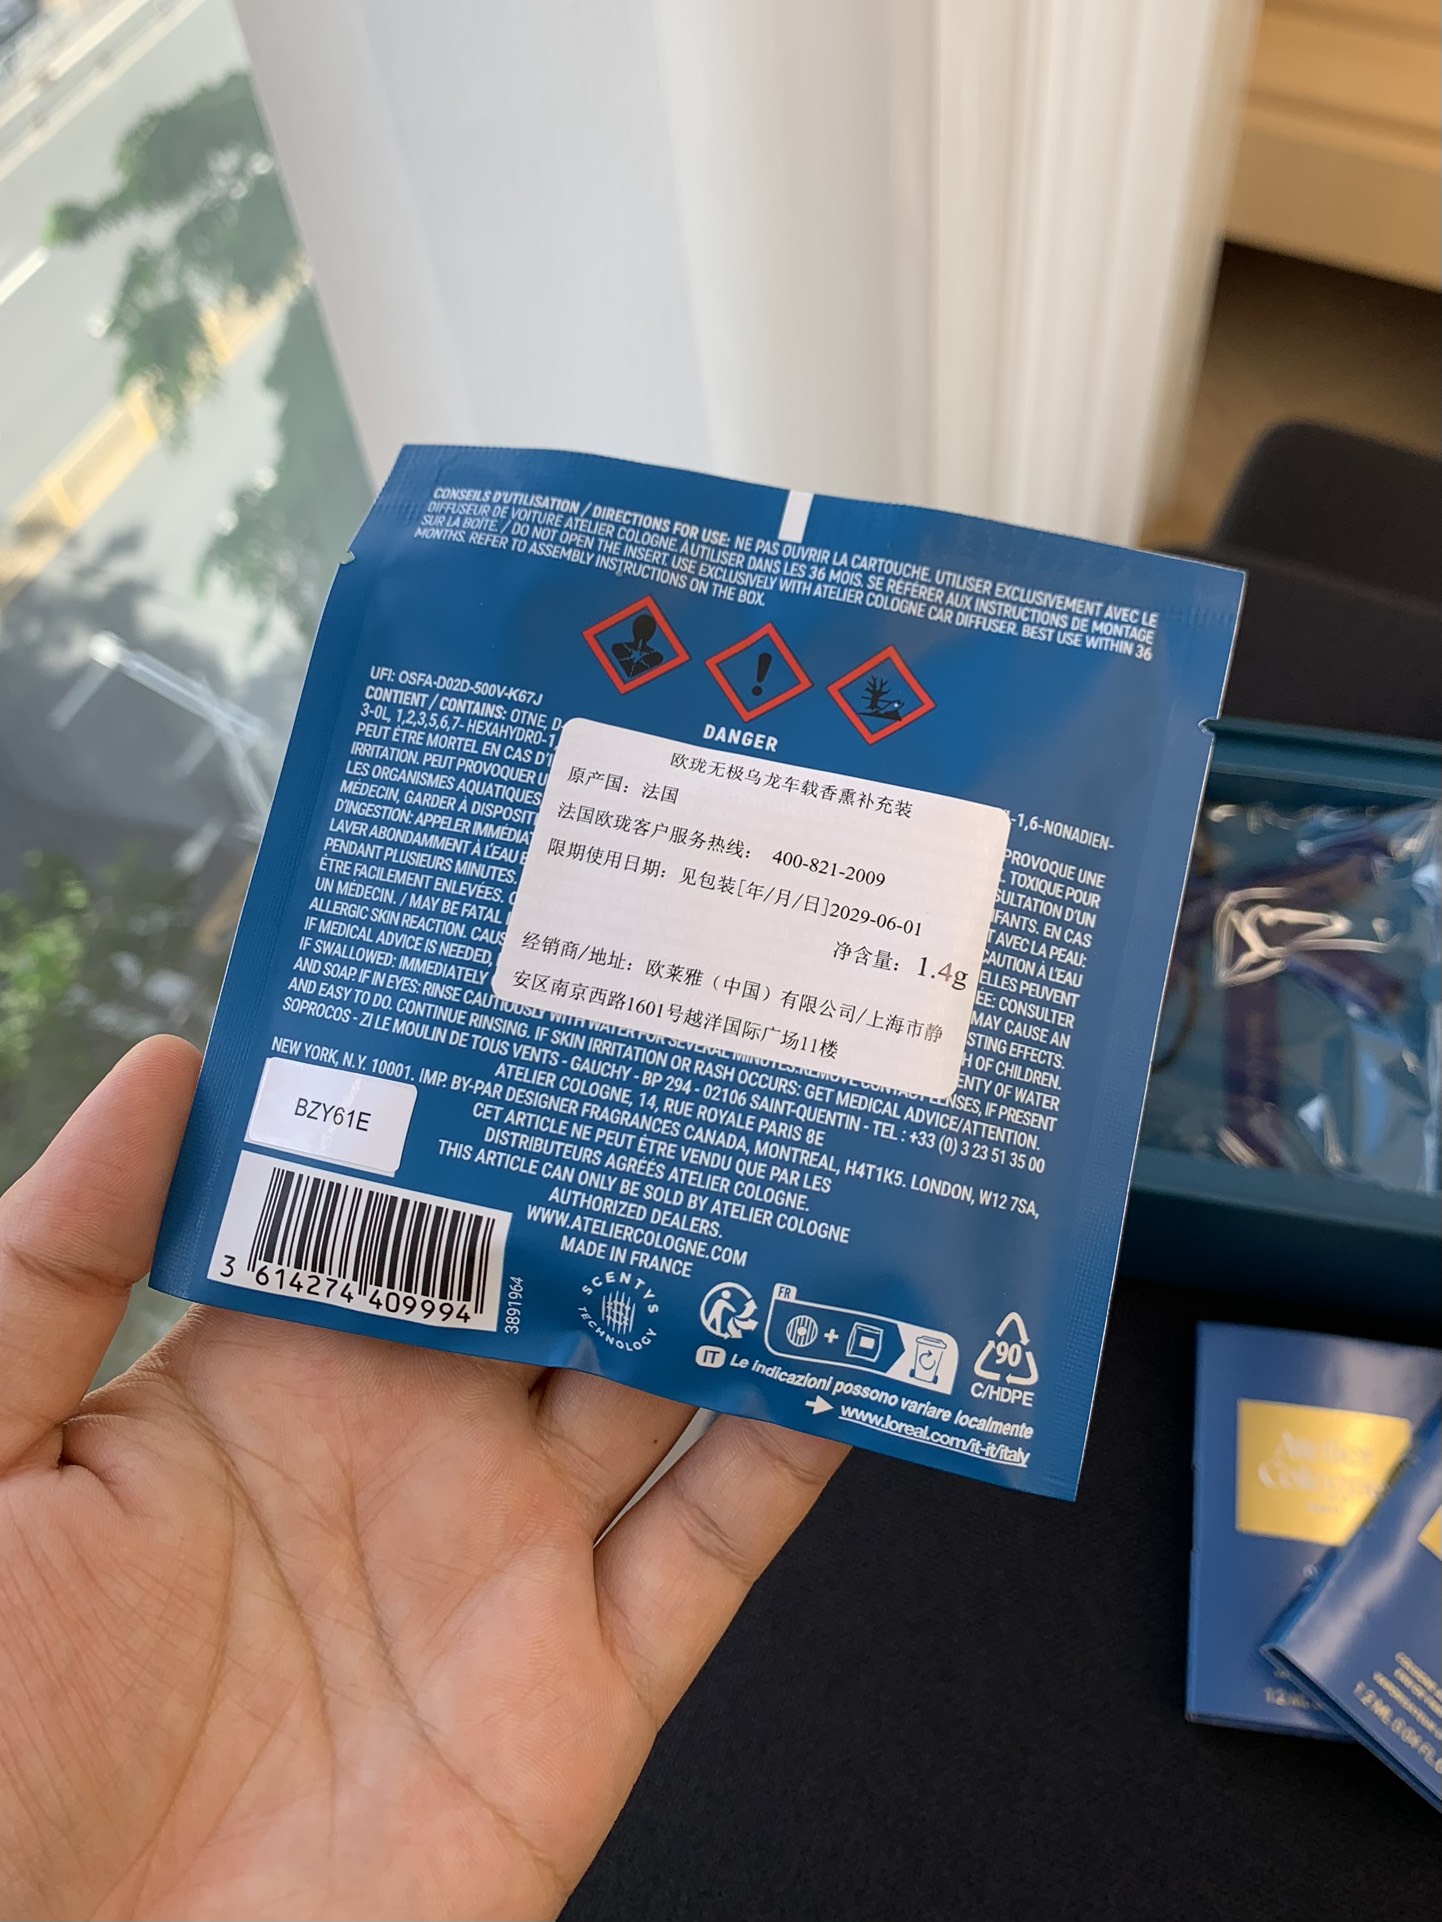 CONSEILS D'UTILISATION / DIRECTIONS FOR USE: NE PAS OUVRIR LA CARTOUCHE. UTILISER EXCLUSIVEMENT AVEC LE
DIFFUSEUR DE VOITURE ATELIER COLOGNE. À UTILISER DANS LES 36 MOIS. SE RÉFÉRER AUX INSTRUCTIONS DE MONTAGE
SUR LA BOITE. / DO NOT OPEN THE INSERT. USE EXCLUSIVELY WITH ATELIER COLOGNE CAR DIFFUSER. BEST USE WITHIN 36
MONTHS. REFER TO ASSEMBLY INSTRUCTIONS ON THE BOX.
DANGER
UFI: OSFA-D02D-500V-K67J
CONTIENT / CONTAINS: OTNE, D-
3-OL, 1,2,3,5,6,7- HEXAHYDRO-1 -1,6-NONADIEN-
PEUT ÊTRE MORTEL EN CAS D' PROVOQUE UNE
IRRITATION. PEUT PROVOQUER U TOXIQUE POUR
LES ORGANISMES AQUATIQUES SULTATION D'UN
MÉDECIN, GARDER À DISPOSIT FANTS. EN CAS
D'INGESTION: APPELER IMMÉDIA T AVEC LA PEAU:
LAVER ABONDAMMENT À L'EAU E CAUTION À L'EAU
PENDANT PLUSIEURS MINUTES. ELLES PEUVENT
ÊTRE FACILEMENT ENLEVÉES. C ÉE: CONSULTER
UN MÉDECIN. / MAY BE FATAL MAY CAUSE AN
ALLERGIC SKIN REACTION. CAUS STING EFFECTS.
IF MEDICAL ADVICE IS NEEDED, H OF CHILDREN.
IF SWALLOWED: IMMEDIATELY ENTY OF WATER
AND SOAP. IF IN EYES: RINSE CAUTIOUSLY WITH WATER FOR SEVERAL MINUTES. REMOVE CONTACT LENSES, IF PRESENT
AND EASY TO DO. CONTINUE RINSING. IF SKIN IRRITATION OR RASH OCCURS: GET MEDICAL ADVICE/ATTENTION.
SOPROCOS - ZI LE MOULIN DE TOUS VENTS - GAUCHY - BP 294 - 02106 SAINT-QUENTIN - TEL : +33 (0) 3 23 51 35 00
ATELIER COLOGNE, 14, RUE ROYALE PARIS 8E
NEW YORK, N.Y. 10001. IMP. BY-PAR DESIGNER FRAGRANCES CANADA, MONTREAL, H4T1K5. LONDON, W12 7SA,
CET ARTICLE NE PEUT ÊTRE VENDU QUE PAR LES
DISTRIBUTEURS AGRÉÉS ATELIER COLOGNE.
THIS ARTICLE CAN ONLY BE SOLD BY ATELIER COLOGNE
AUTHORIZED DEALERS.
WWW.ATELIERCOLOGNE.COM
MADE IN FRANCE
欧珑无极乌龙车载香熏补充装
原产国：法国
法国欧珑客户服务热线： 400-821-2009
限期使用日期：见包装[年/月/日]2029-06-01
净含量： 1.4g
经销商/地址：欧莱雅（中国）有限公司/上海市静
安区南京西路1601号越洋国际广场11楼
BZY61E
3 614274 409994
3891964
SCENTYS
TECHNOLOGY
FR
+
90
C/HDPE
IT Le indicazioni possono variare localmente
www.loreal.com/it-it/italy
Atelier
Cologne